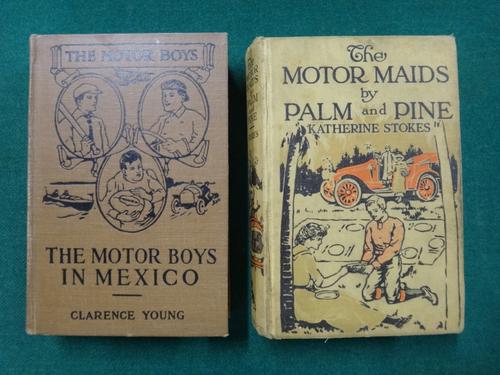 THE MOTOR BOYS
THE MOTOR BOYS
IN MEXICO
CLARENCE YOUNG
The
MOTOR MAIDS
by
PALM and PINE
KATHERINE STOKES